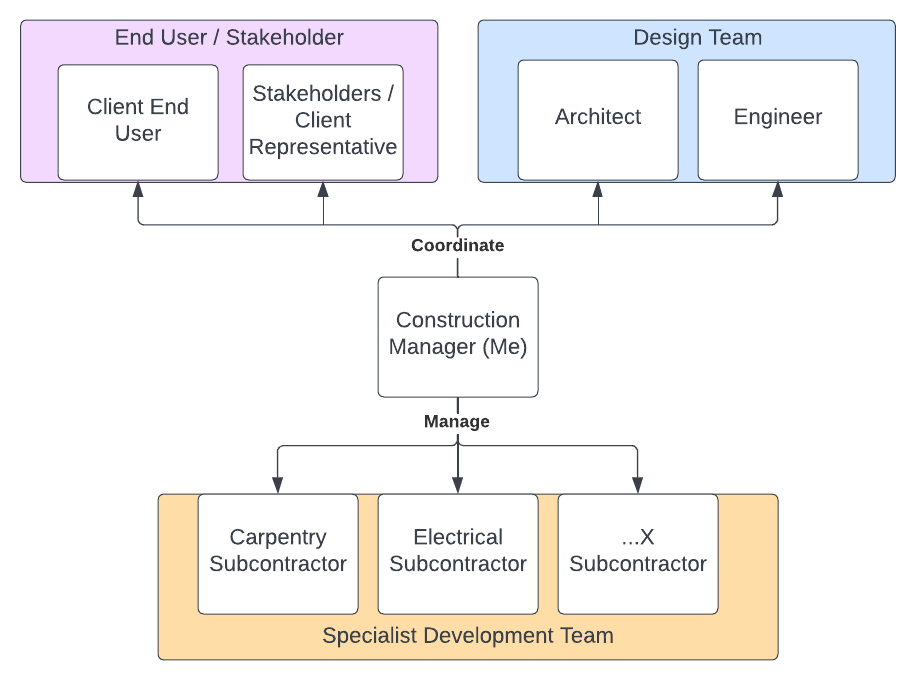 End User / Stakeholder
Design Team
Client End
User
Stakeholders /
Client
Representative
Architect
Engineer
Coordinate
Construction
Manager (Me)
Manage
Carpentry
Subcontractor
Electrical
Subcontractor
...X
Subcontractor
Specialist Development Team